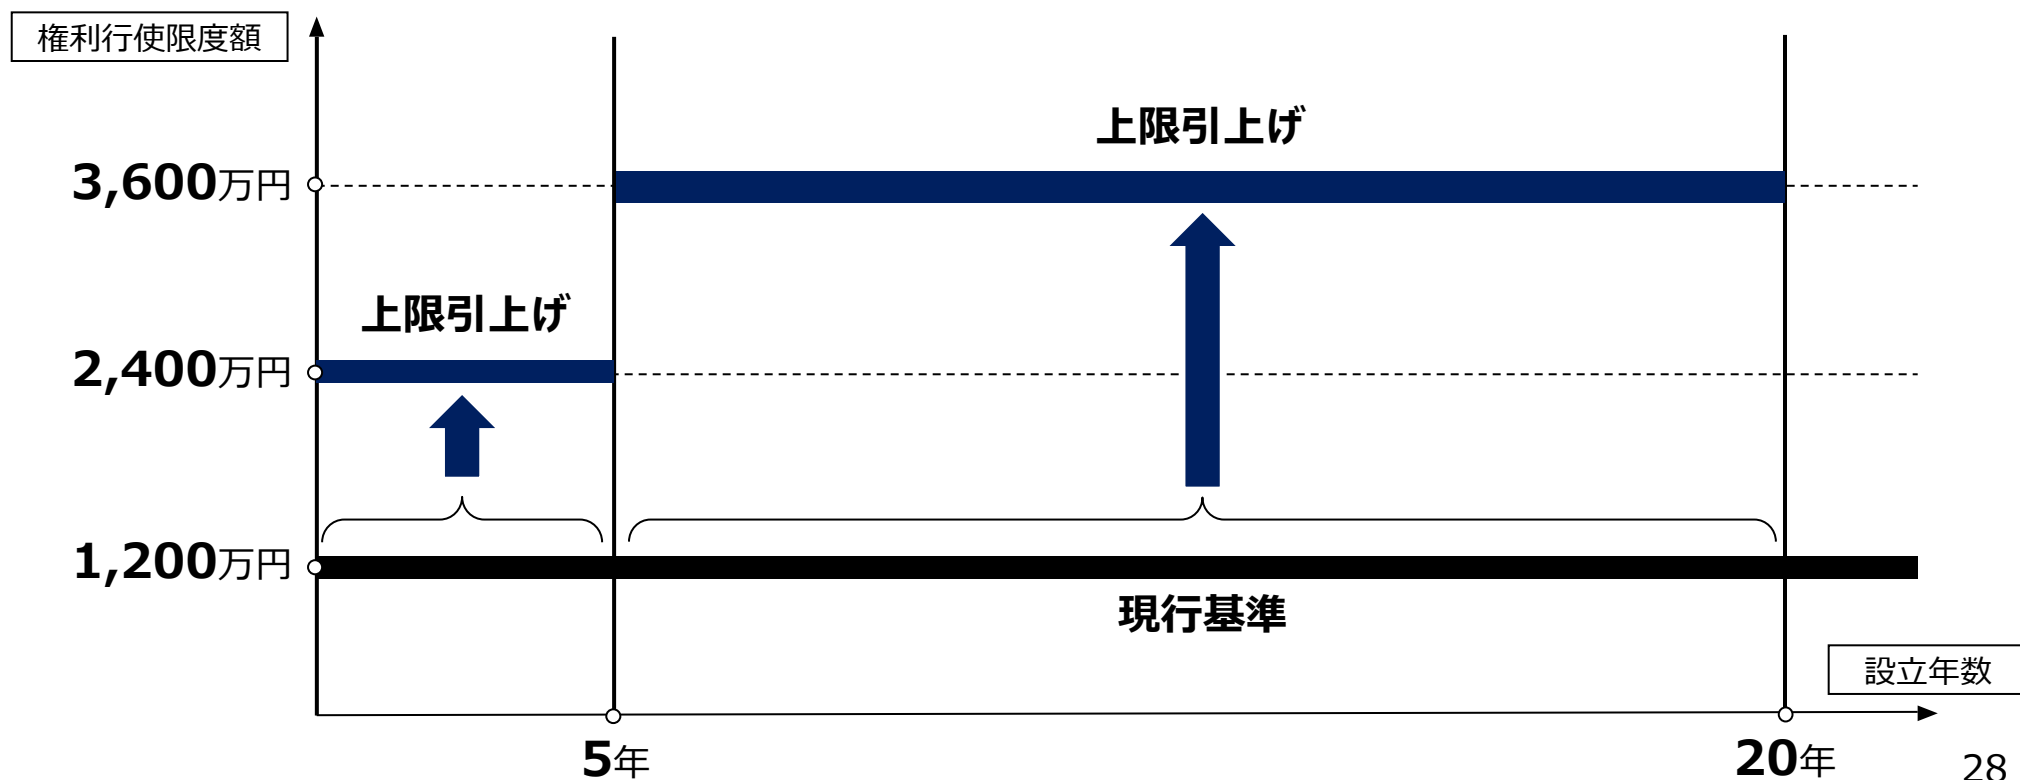 権利行使限度額
上限引上げ
3,600万円
上限引上げ
2,400万円
1,200万円
現行基準
設立年数
5年
20年
28